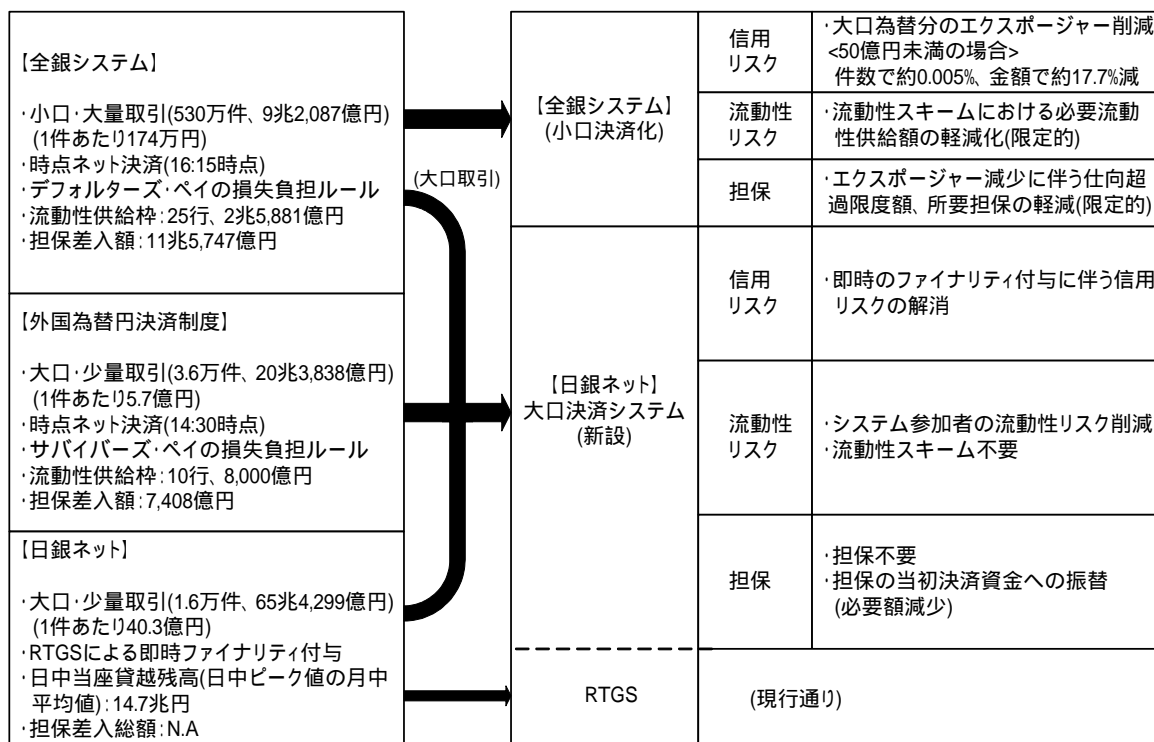 【全銀システム】
・小口・大量取引(530万件、9兆2,087億円)
(1件あたり174万円)
・時点ネット決済(16:15時点)
・デフォルターズ・ペイの損失負担ルール
・流動性供給枠：25行、2兆5,881億円
・担保差入額：11兆5,747億円
【外国為替円決済制度】
・大口・少量取引(3.6万件、20兆3,838億円)
(1件あたり5.7億円)
・時点ネット決済(14:30時点)
・サバイバーズ・ペイの損失負担ルール
・流動性供給枠：10行、8,000億円
・担保差入額：7,408億円
【日銀ネット】
・大口・少量取引(1.6万件、65兆4,299億円)
(1件あたり40.3億円)
・RTGSによる即時ファイナリティ付与
・日中当座貸越残高(日中ピーク値の月中
平均値)：14.7兆円
・担保差入総額：N.A
(大口取引)
【全銀システム】
(小口決済化)
信用
リスク
・大口為替分のエクスポージャー削減
<50億円未満の場合>
件数で約0.005%、金額で約17.7%減
流動性
リスク
・流動性スキームにおける必要流動
性供給額の軽減化(限定的)
担保
・エクスポージャー減少に伴う仕向超
過限度額、所要担保の軽減(限定的)
【日銀ネット】
大口決済システム
(新設)
信用
リスク
・即時のファイナリティ付与に伴う信用
リスクの解消
流動性
リスク
・システム参加者の流動性リスク削減
・流動性スキーム不要
担保
・担保不要
・担保の当初決済資金への振替
(必要額減少)
RTGS
(現行通り)